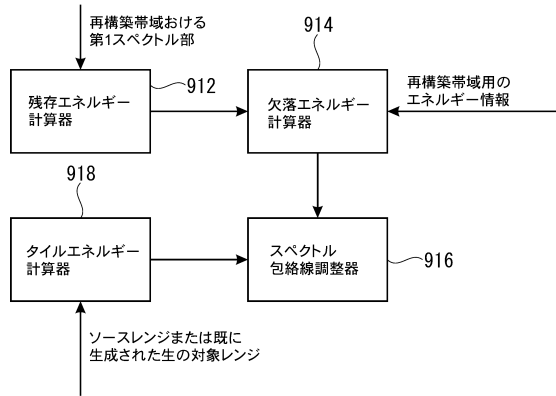 再構築帯域おける
第1スペクトル部
914
912
残存エネルギー
計算器
欠落エネルギー
計算器
再構築帯域用の
エネルギー情報
918
タイルエネルギー
計算器
スペクトル
包絡線調整器
916
ソースレンジまたは既に
生成された生の対象レンジ